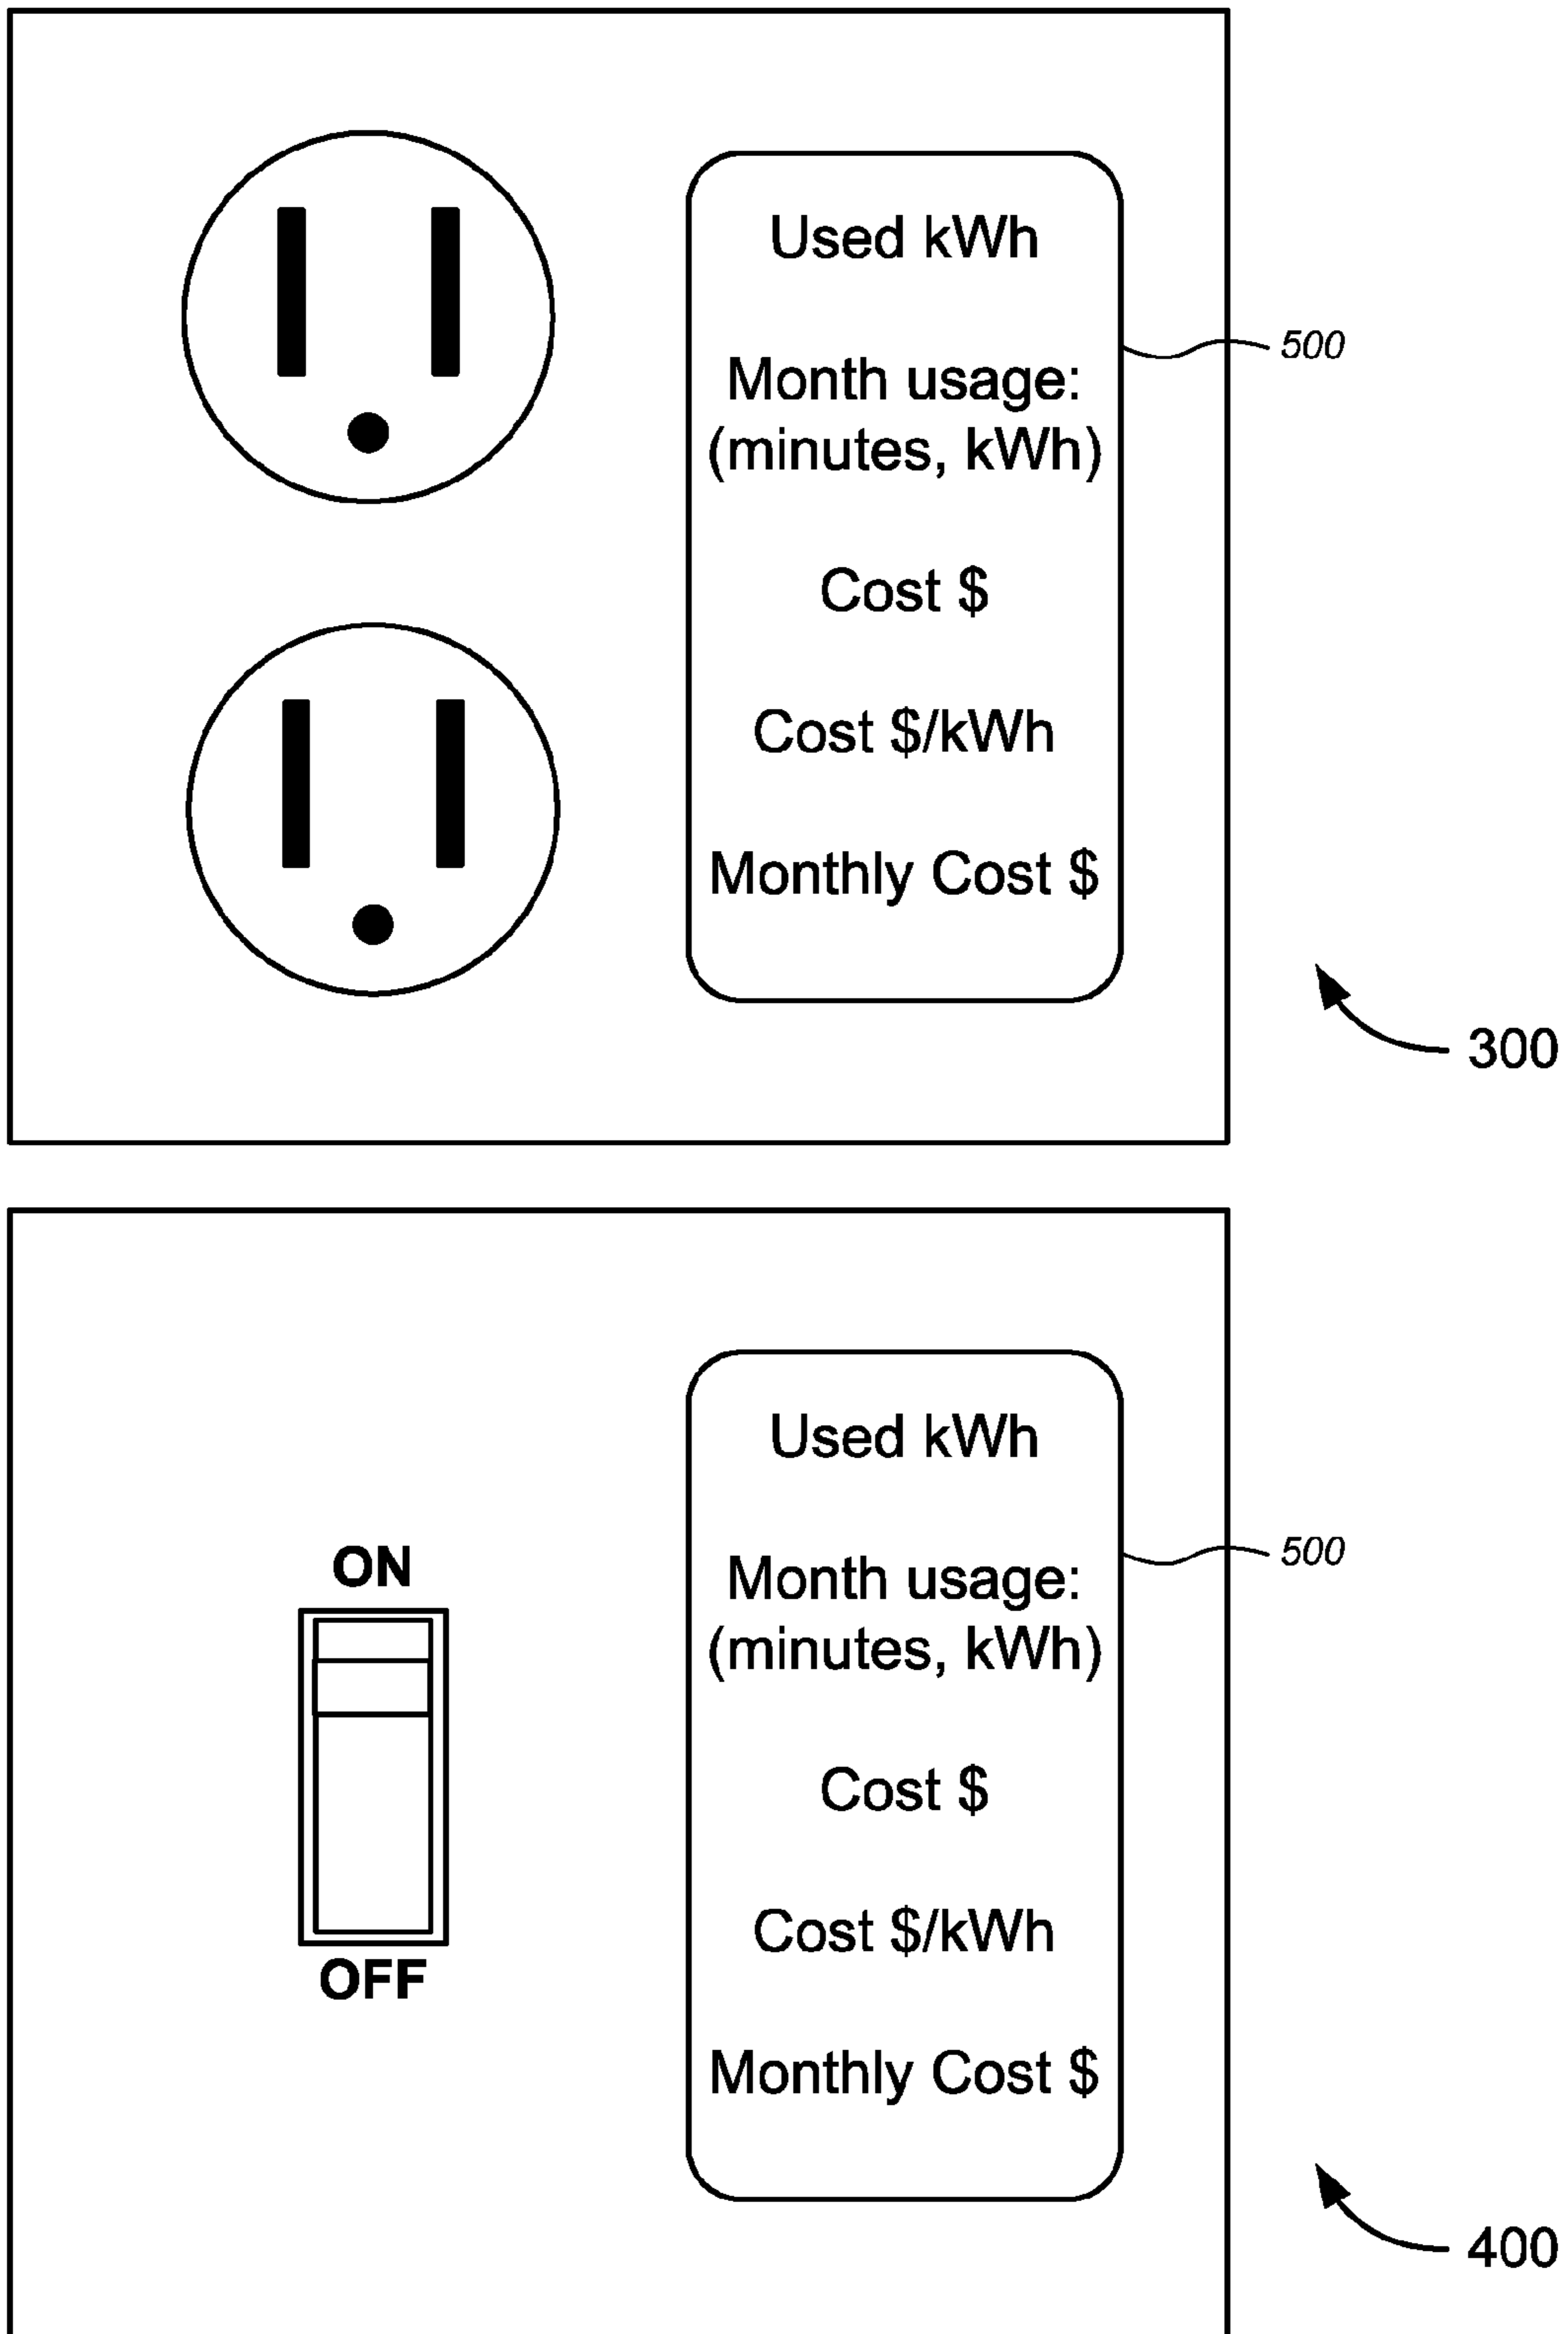 Used kWh
Month usage:
(minutes, kWh)
Cost $
Cost $/kWh
Monthly Cost $
500
300
ON
OFF
Used kWh
Month usage:
(minutes, kWh)
Cost $
Cost $/kWh
Monthly Cost $
500
400